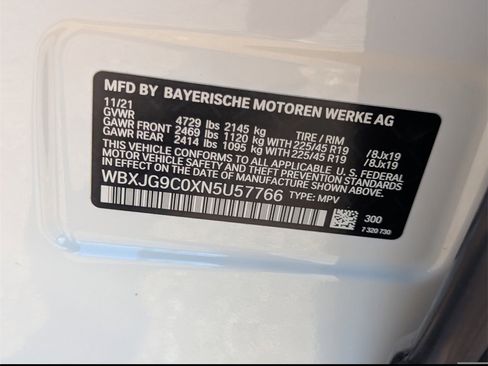 MFD BY BAYERISCHE MOTOREN WERKE AG
11/21
GVWR 4729 lbs 2145 kg TIRE / RIM
GAWR FRONT 2469 lbs 1120 kg WITH 225/45 R19 /8Jx19
GAWR REAR 2414 lbs 1095 kg WITH 225/45 R19 /8Jx19
THIS VEHICLE CONFORMS TO ALL APPLICABLE U.S. FEDERAL
SAFETY AND THEFT PREVENTION STANDARDS
IN EFFECT ON THE DATE OF MANUFACTURE SHOWN ABOVE.
WBXJG9C0XN5U57766 TYPE: MPV
300
7 320 730